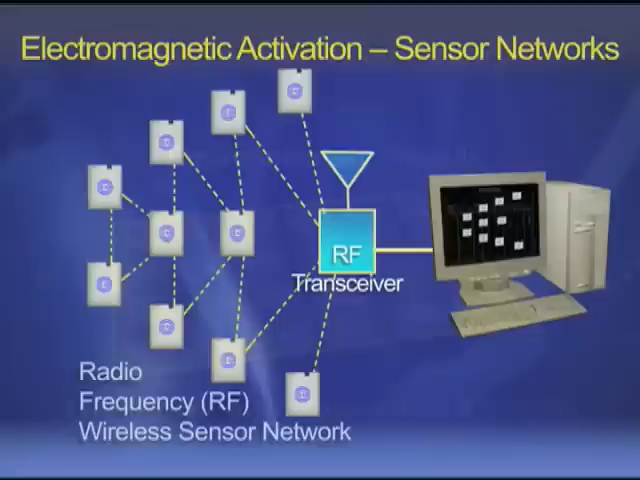 Electromagnetic Activation – Sensor Networks
RF
Transceiver
Radio
Frequency (RF)
Wireless Sensor Network